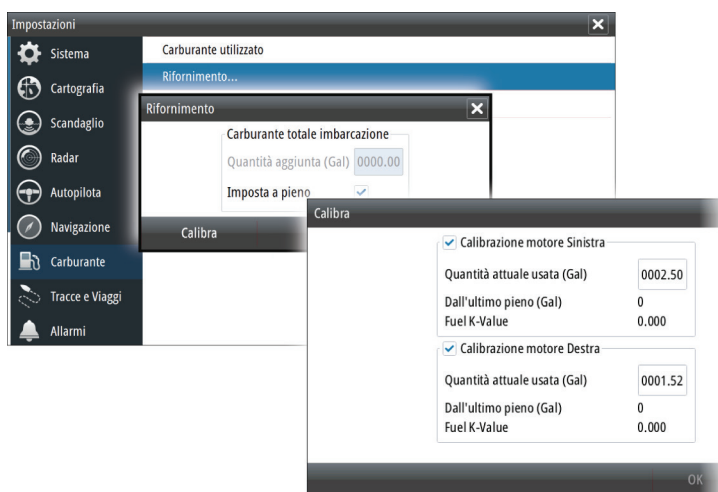 Impostazioni
Sistema
Cartografia
Scandaglio
Radar
Autopilota
Navigazione
Carburante
Tracce e Viaggi
Allarmi
Carburante utilizzato
Rifornimento...
Rifornimento
Carburante totale imbarcazione
Quantità aggiunta (Gal) 0000.00
Imposta a pieno
Calibra
Calibra
Calibrazione motore Sinistra
Quantità attuale usata (Gal) 0002.50
Dall'ultimo pieno (Gal) 0
Fuel K-Value 0.000
Calibrazione motore Destra
Quantità attuale usata (Gal) 0001.52
Dall'ultimo pieno (Gal) 0
Fuel K-Value 0.000
OK